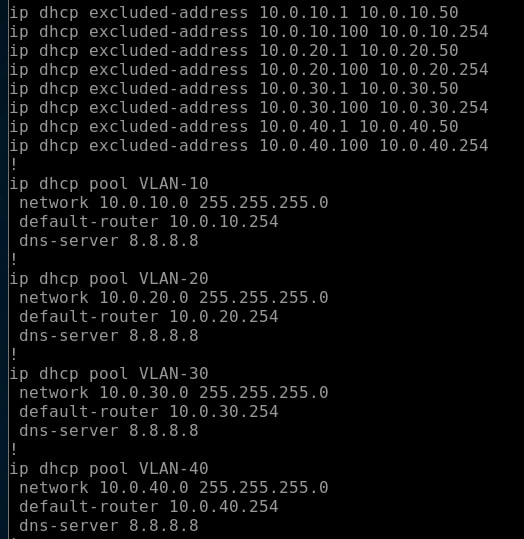 ip dhcp excluded-address 10.0.10.1 10.0.10.50
ip dhcp excluded-address 10.0.10.100 10.0.10.254
ip dhcp excluded-address 10.0.20.1 10.0.20.50
ip dhcp excluded-address 10.0.20.100 10.0.20.254
ip dhcp excluded-address 10.0.30.1 10.0.30.50
ip dhcp excluded-address 10.0.30.100 10.0.30.254
ip dhcp excluded-address 10.0.40.1 10.0.40.50
ip dhcp excluded-address 10.0.40.100 10.0.40.254
!
ip dhcp pool VLAN-10
 network 10.0.10.0 255.255.255.0
 default-router 10.0.10.254
 dns-server 8.8.8.8
!
ip dhcp pool VLAN-20
 network 10.0.20.0 255.255.255.0
 default-router 10.0.20.254
 dns-server 8.8.8.8
!
ip dhcp pool VLAN-30
 network 10.0.30.0 255.255.255.0
 default-router 10.0.30.254
 dns-server 8.8.8.8
!
ip dhcp pool VLAN-40
 network 10.0.40.0 255.255.255.0
 default-router 10.0.40.254
 dns-server 8.8.8.8